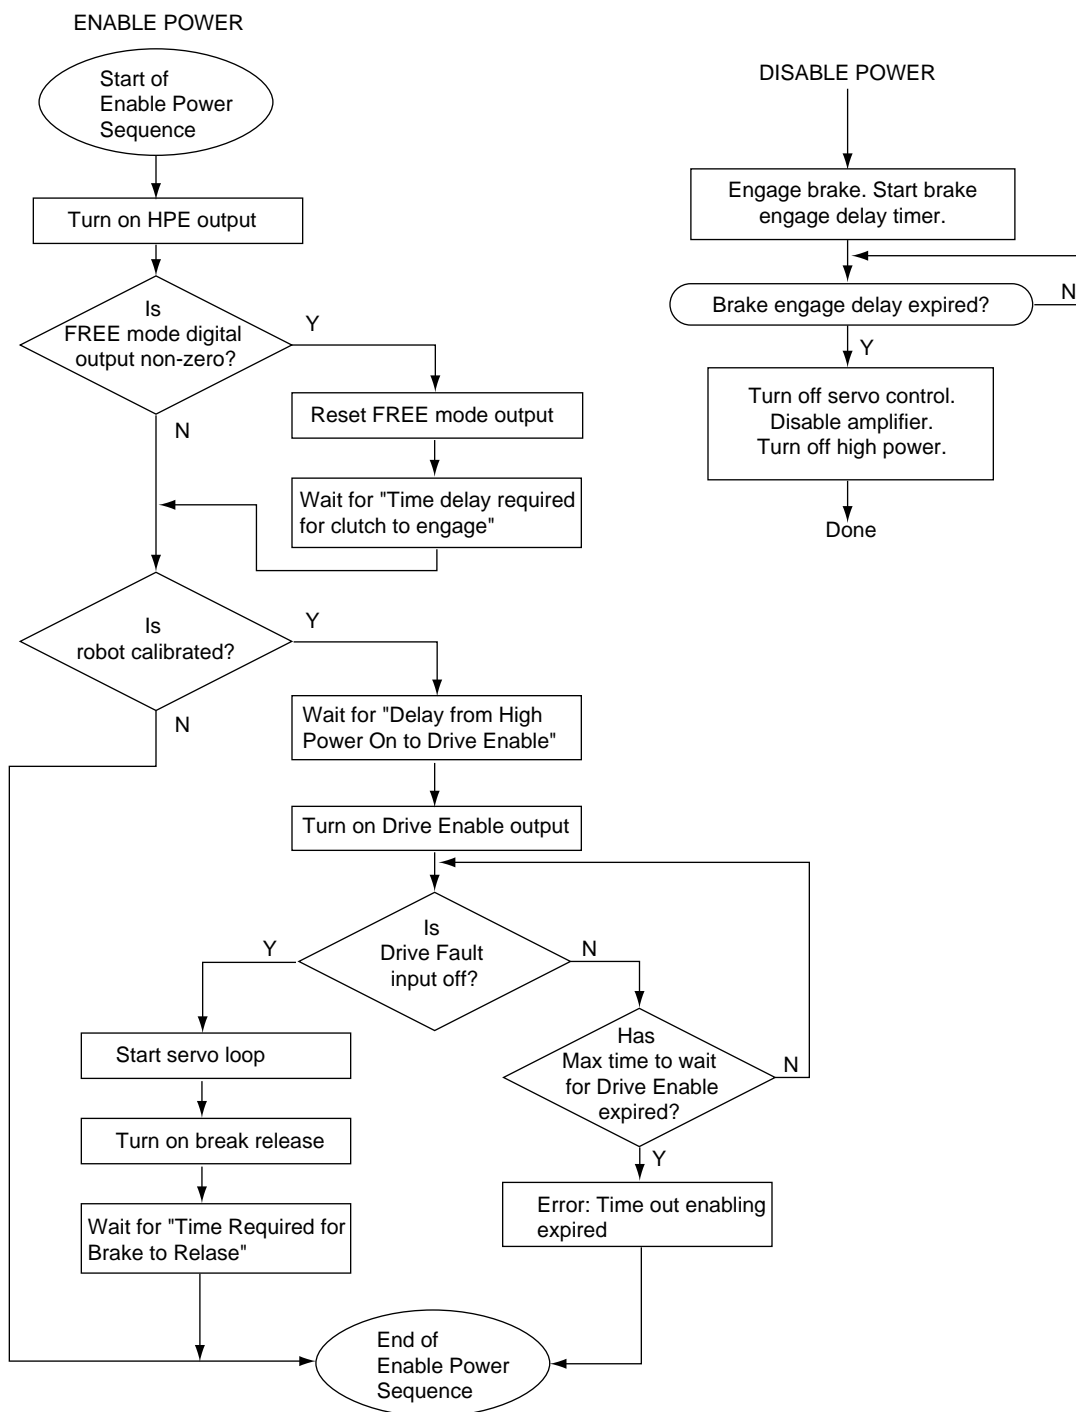 ENABLE POWER
Start of
Enable Power
Sequence
Turn on HPE output
Is
FREE mode digital
output non-zero?
Y
N
Reset FREE mode output
Wait for "Time delay required
for clutch to engage"
Is
robot calibrated?
Y
N
Wait for "Delay from High
Power On to Drive Enable"
Turn on Drive Enable output
Is
Drive Fault
input off?
Y
N
Start servo loop
Turn on break release
Wait for "Time Required for
Brake to Relase"
Has
Max time to wait
for Drive Enable
expired?
N
Y
Error: Time out enabling
expired
End of
Enable Power
Sequence
DISABLE POWER
Engage brake. Start brake
engage delay timer.
Brake engage delay expired?
N
Y
Turn off servo control.
Disable amplifier.
Turn off high power.
Done